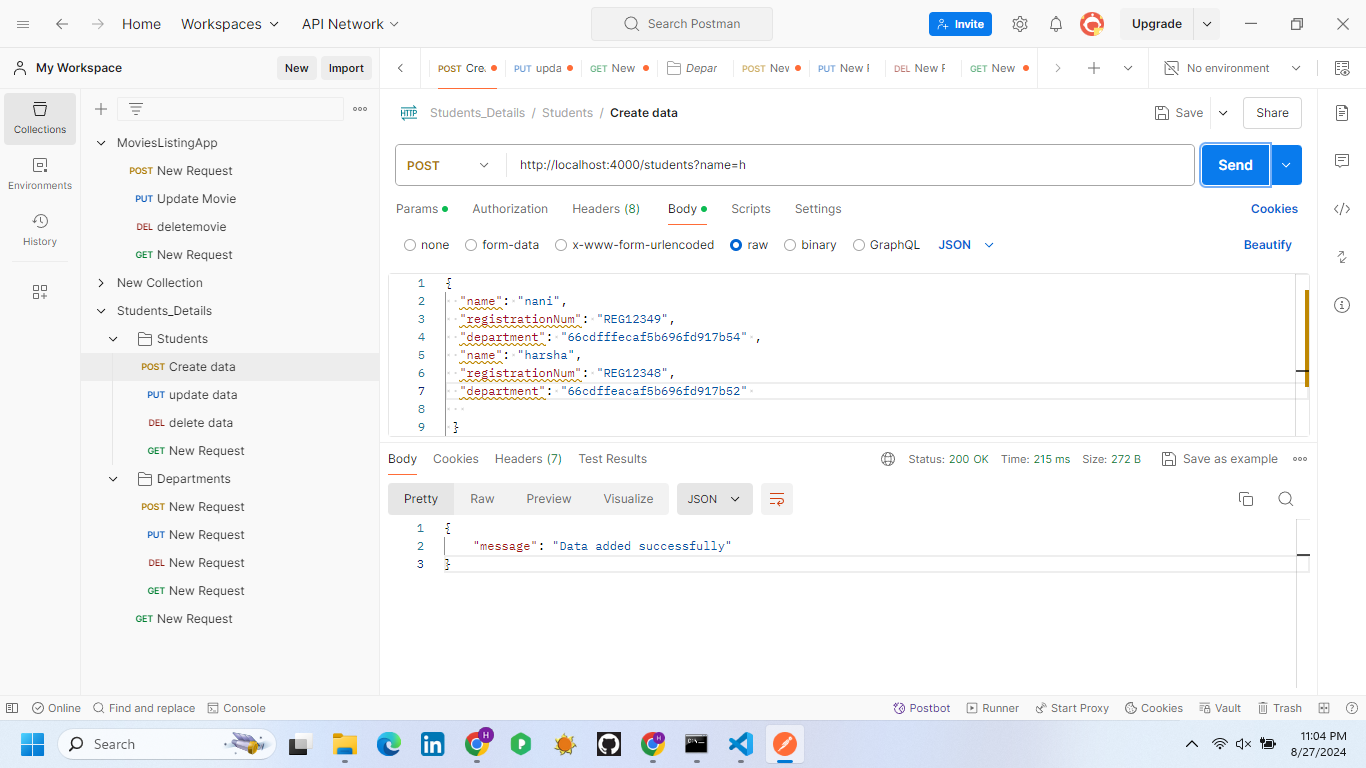 Home Workspaces API Network Search Postman Invite Upgrade
My Workspace New Import
POST Cre. PUT upda GET New Depar POST Nev PUT New I DEL New F GET New No environment
Collections
Environments
History
MoviesListingApp
POST New Request
PUT Update Movie
DEL deletemovie
GET New Request
New Collection
Students_Details
Students
POST Create data
PUT update data
DEL delete data
GET New Request
Departments
POST New Request
PUT New Request
DEL New Request
GET New Request
GET New Request
HTTP Students_Details / Students / Create data Save Share
POST http://localhost:4000/students?name=h Send
Params Authorization Headers (8) Body Scripts Settings Cookies
none form-data x-www-form-urlencoded raw binary GraphQL JSON Beautify
1 {
2 "name": "nani",
3 "registrationNum": "REG12349",
4 "department": "66cdfffecaf5b696fd917b54" ,
5 "name": "harsha",
6 "registrationNum": "REG12348",
7 "department": "66cdffeacaf5b696fd917b52"
8
9 }
Body Cookies Headers (7) Test Results Status: 200 OK Time: 215 ms Size: 272 B Save as example
Pretty Raw Preview Visualize JSON
1 {
2 "message": "Data added successfully"
3 }
Online Find and replace Console Postbot Runner Start Proxy Cookies Vault Trash
Search
H
H
11:04 PM
8/27/2024